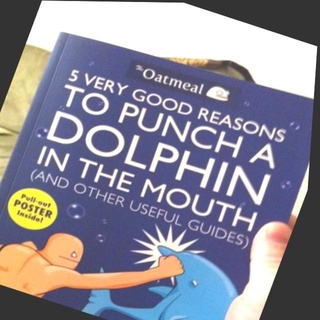 The Oatmeal
5 VERY GOOD REASONS
TO PUNCH A
DOLPHIN
IN THE MOUTH
(AND OTHER USEFUL GUIDES)
Pull-out
POSTER
Inside!